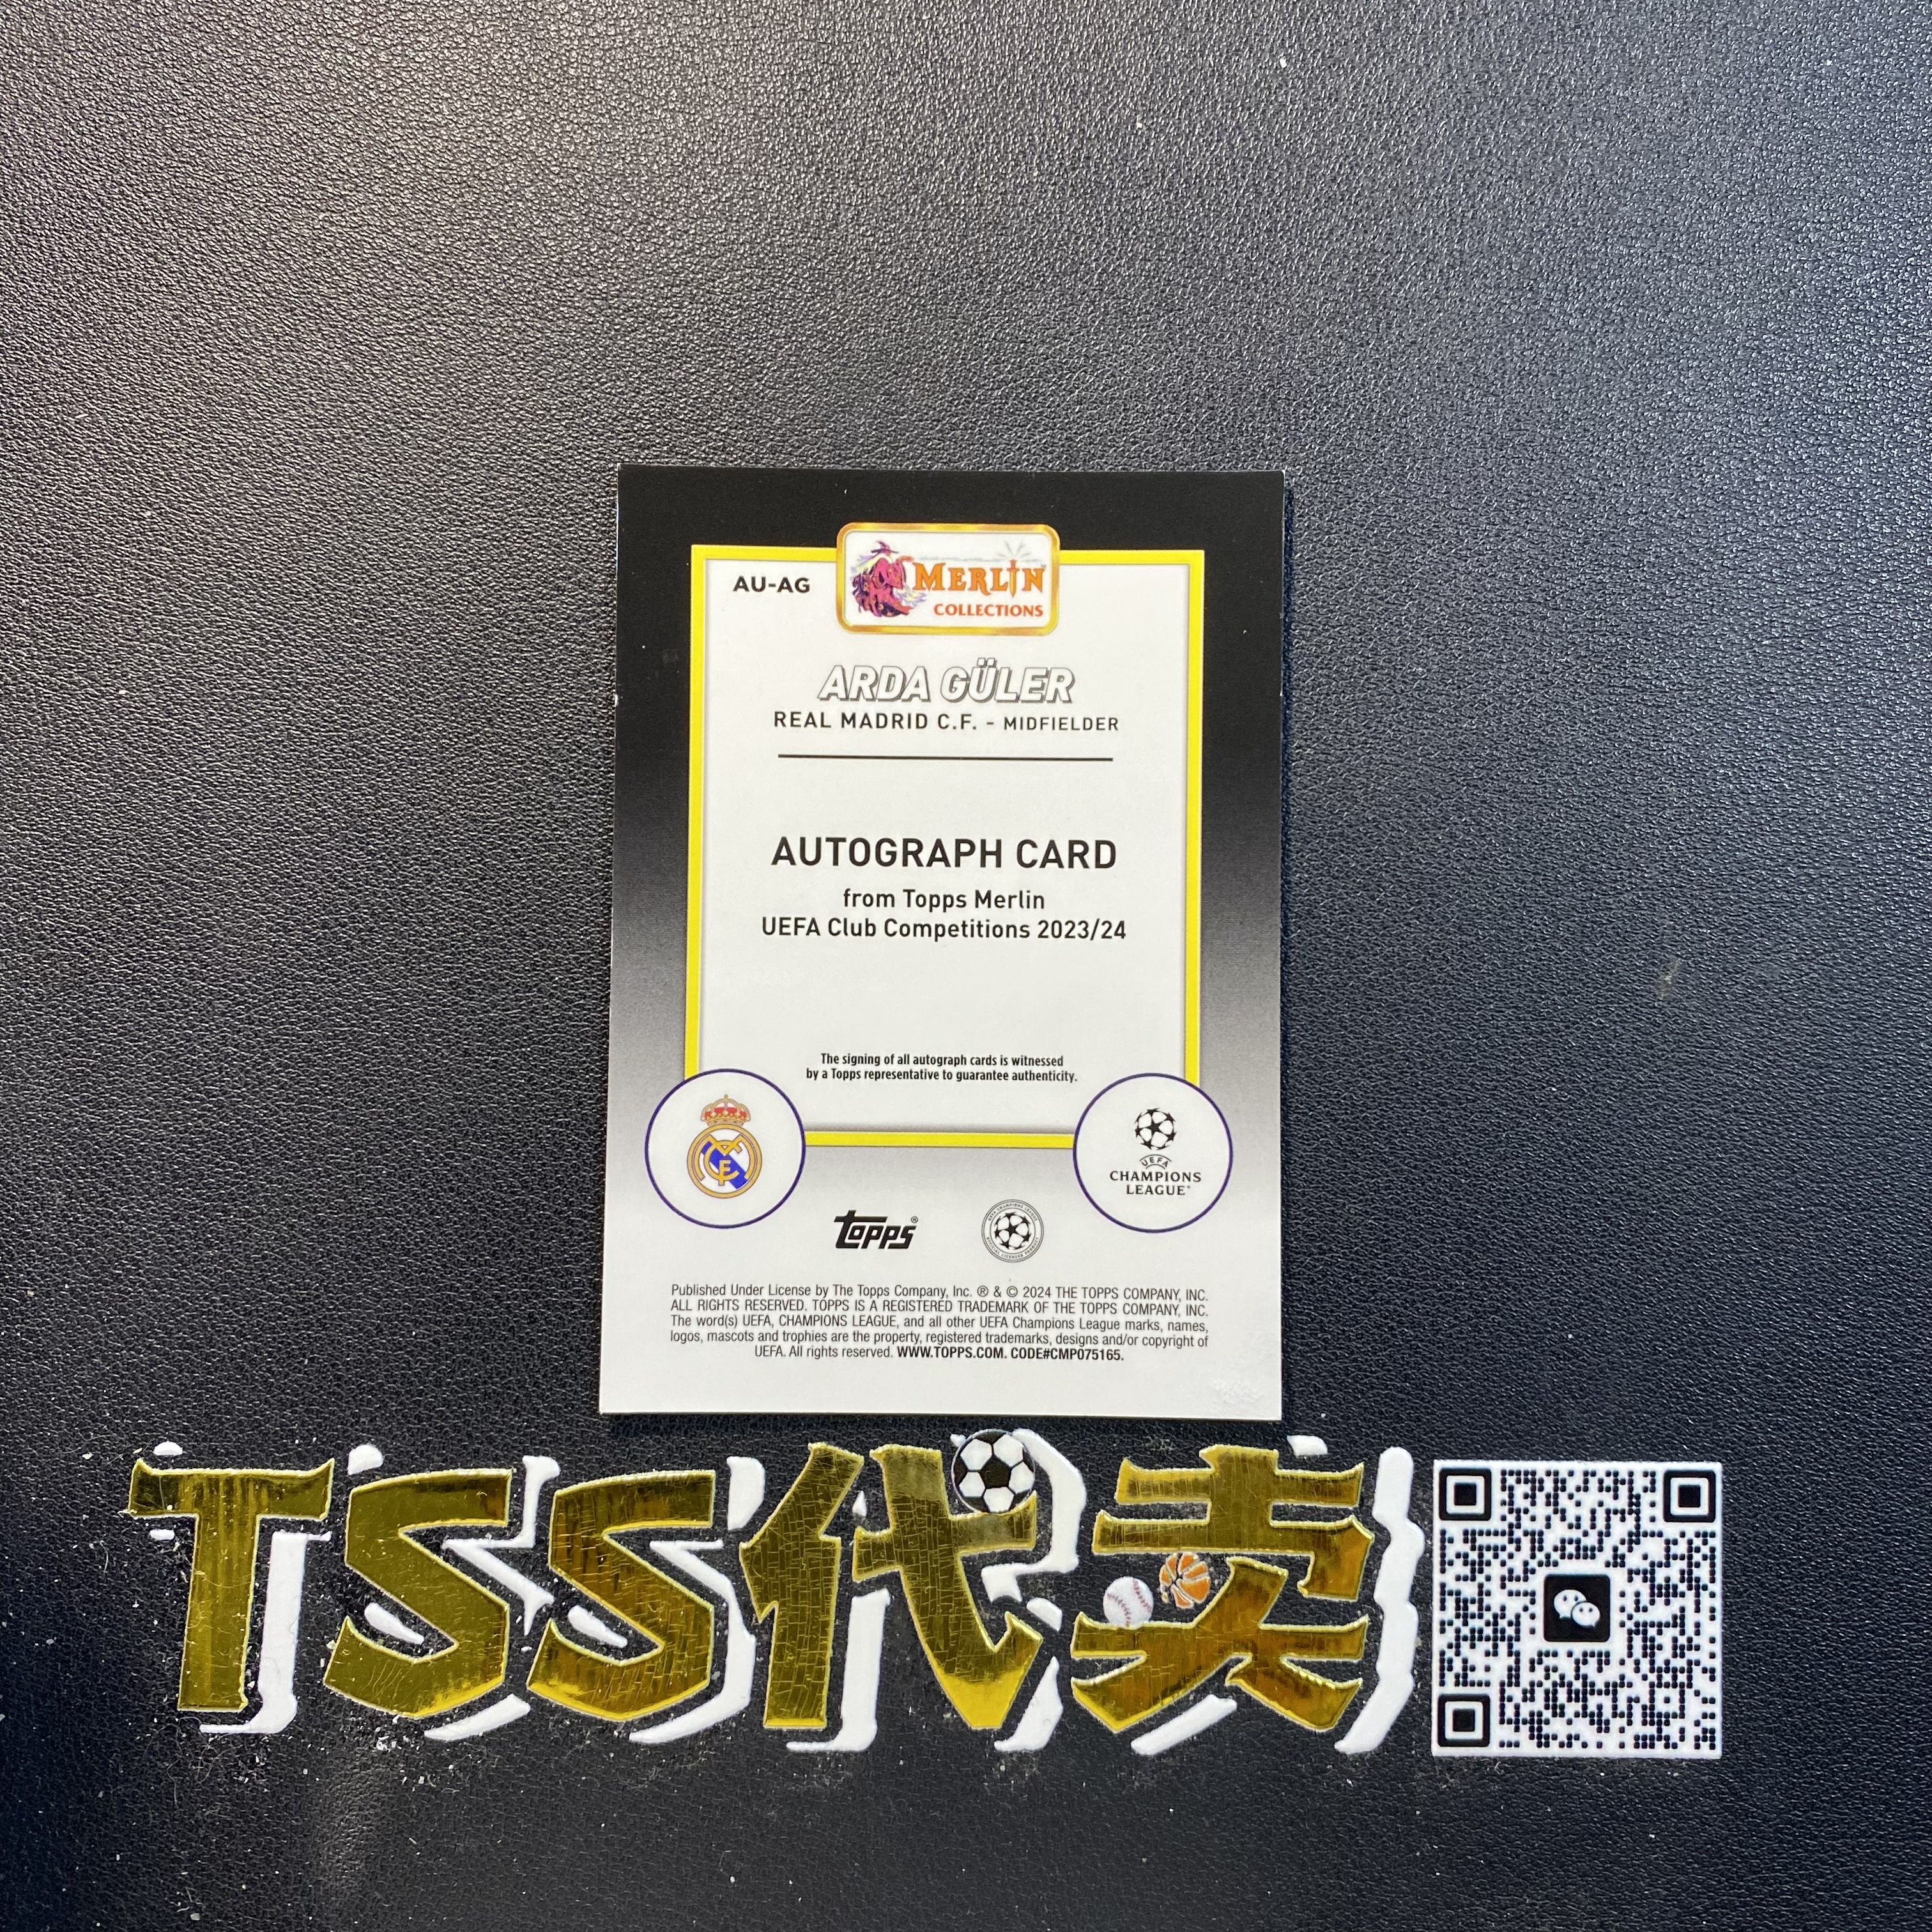 AU-AG
MERLIN
COLLECTIONS
ARDA GÜLER
REAL MADRID C.F. - MIDFIELDER
AUTOGRAPH CARD
from Topps Merlin
UEFA Club Competitions 2023/24
The signing of all autograph cards is witnessed
by a Topps representative to guarantee authenticity.
UEFA
CHAMPIONS
LEAGUE®
topps®
Published Under License by The Topps Company, Inc. ® & © 2024 THE TOPPS COMPANY, INC.
ALL RIGHTS RESERVED. TOPPS IS A REGISTERED TRADEMARK OF THE TOPPS COMPANY, INC.
The word(s) UEFA, CHAMPIONS LEAGUE, and all other UEFA Champions League marks, names,
logos, mascots and trophies are the property, registered trademarks, designs and/or copyright of
UEFA. All rights reserved. WWW.TOPPS.COM. CODE#CMP075165.
TSS代卖